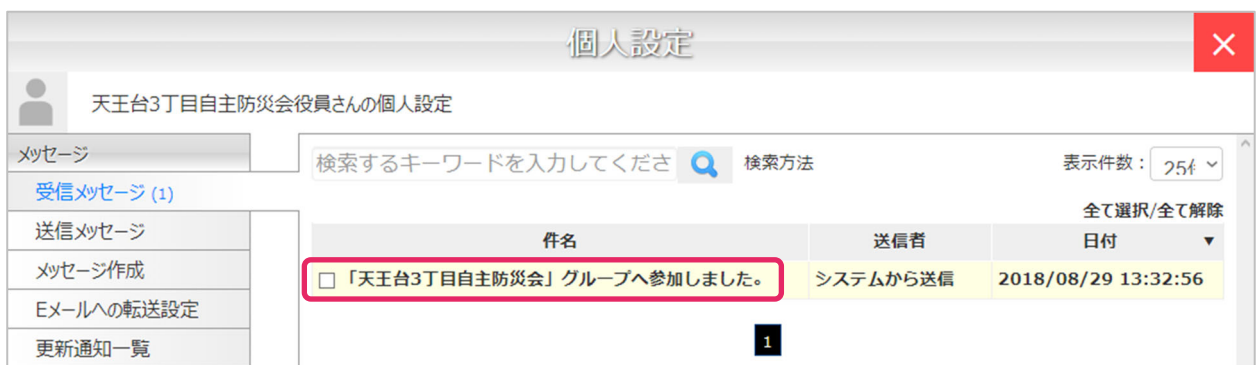 個人設定
天王台3丁目自主防災会役員さんの個人設定
メッセージ
受信メッセージ (1)
送信メッセージ
メッセージ作成
Eメールへの転送設定
更新通知一覧
検索するキーワードを入力してくださ 検索方法 表示件数：
全て選択/全て解除
件名 送信者 日付 ▼
「天王台3丁目自主防災会」グループへ参加しました。 システムから送信 2018/08/29 13:32:56
1